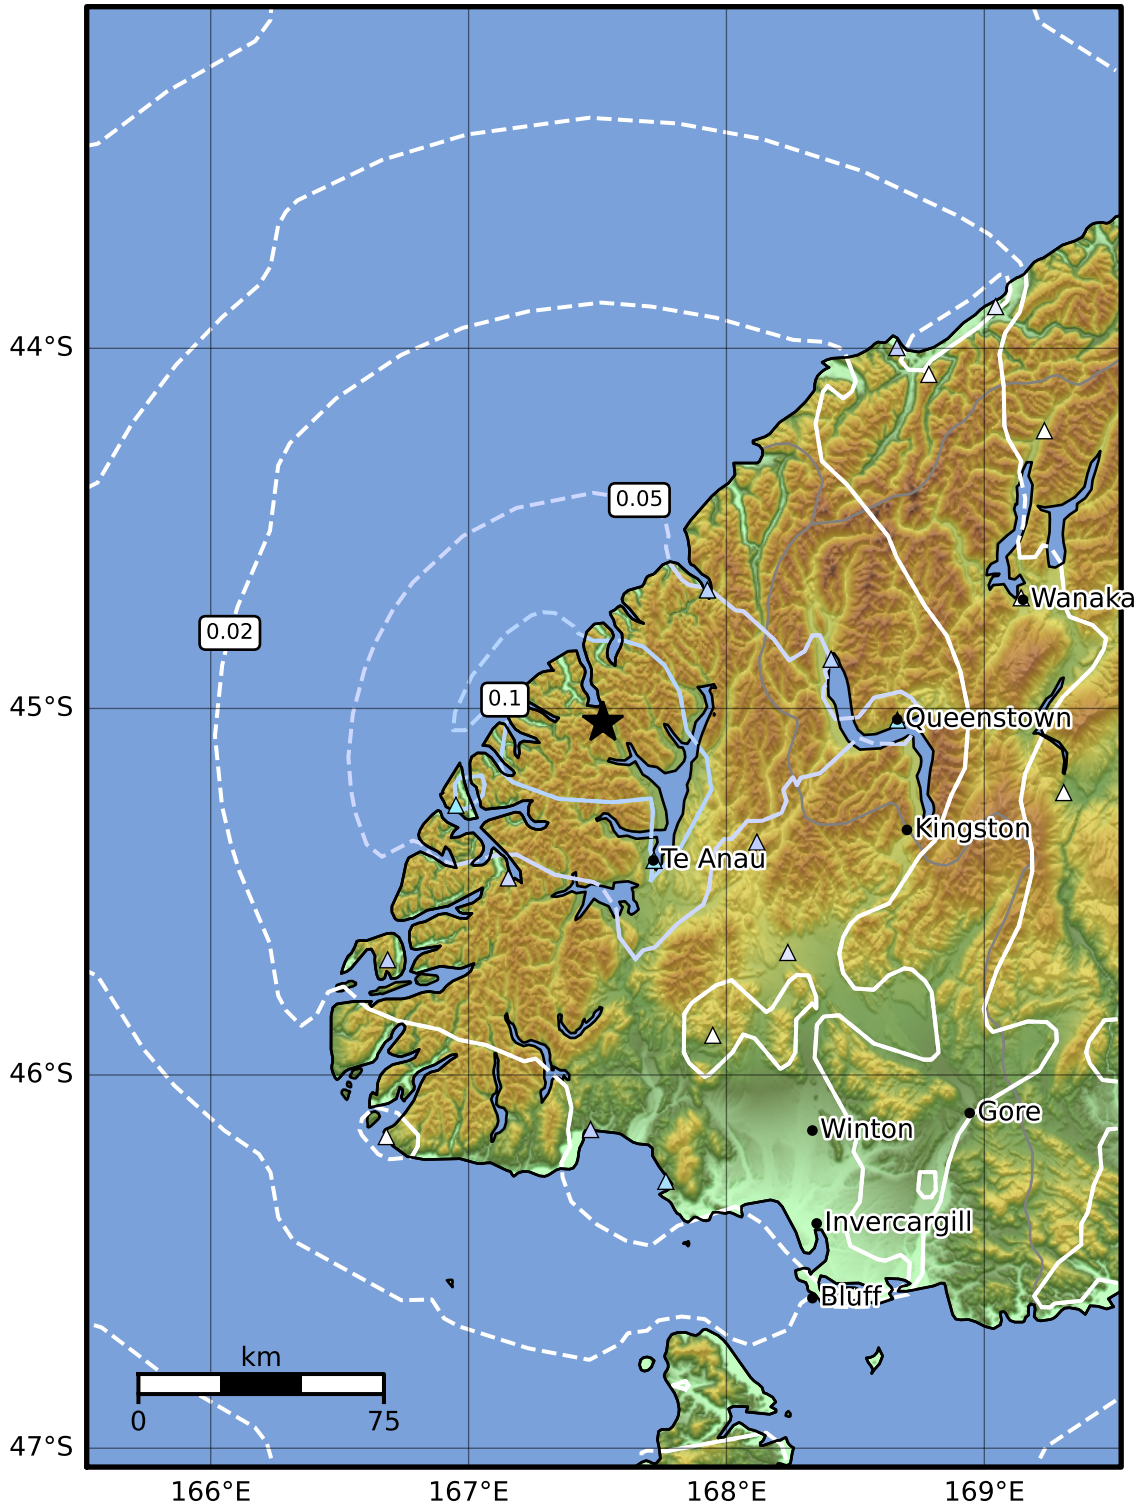 44°S
0.05
Wanaka
0.02
0.1
45°S
Queenstown
Kingston
Te Anau
46°S
Gore
Winton
Invercargill
Bluff
km
0
75
47°S
166°E
167°E
168°E
169°E